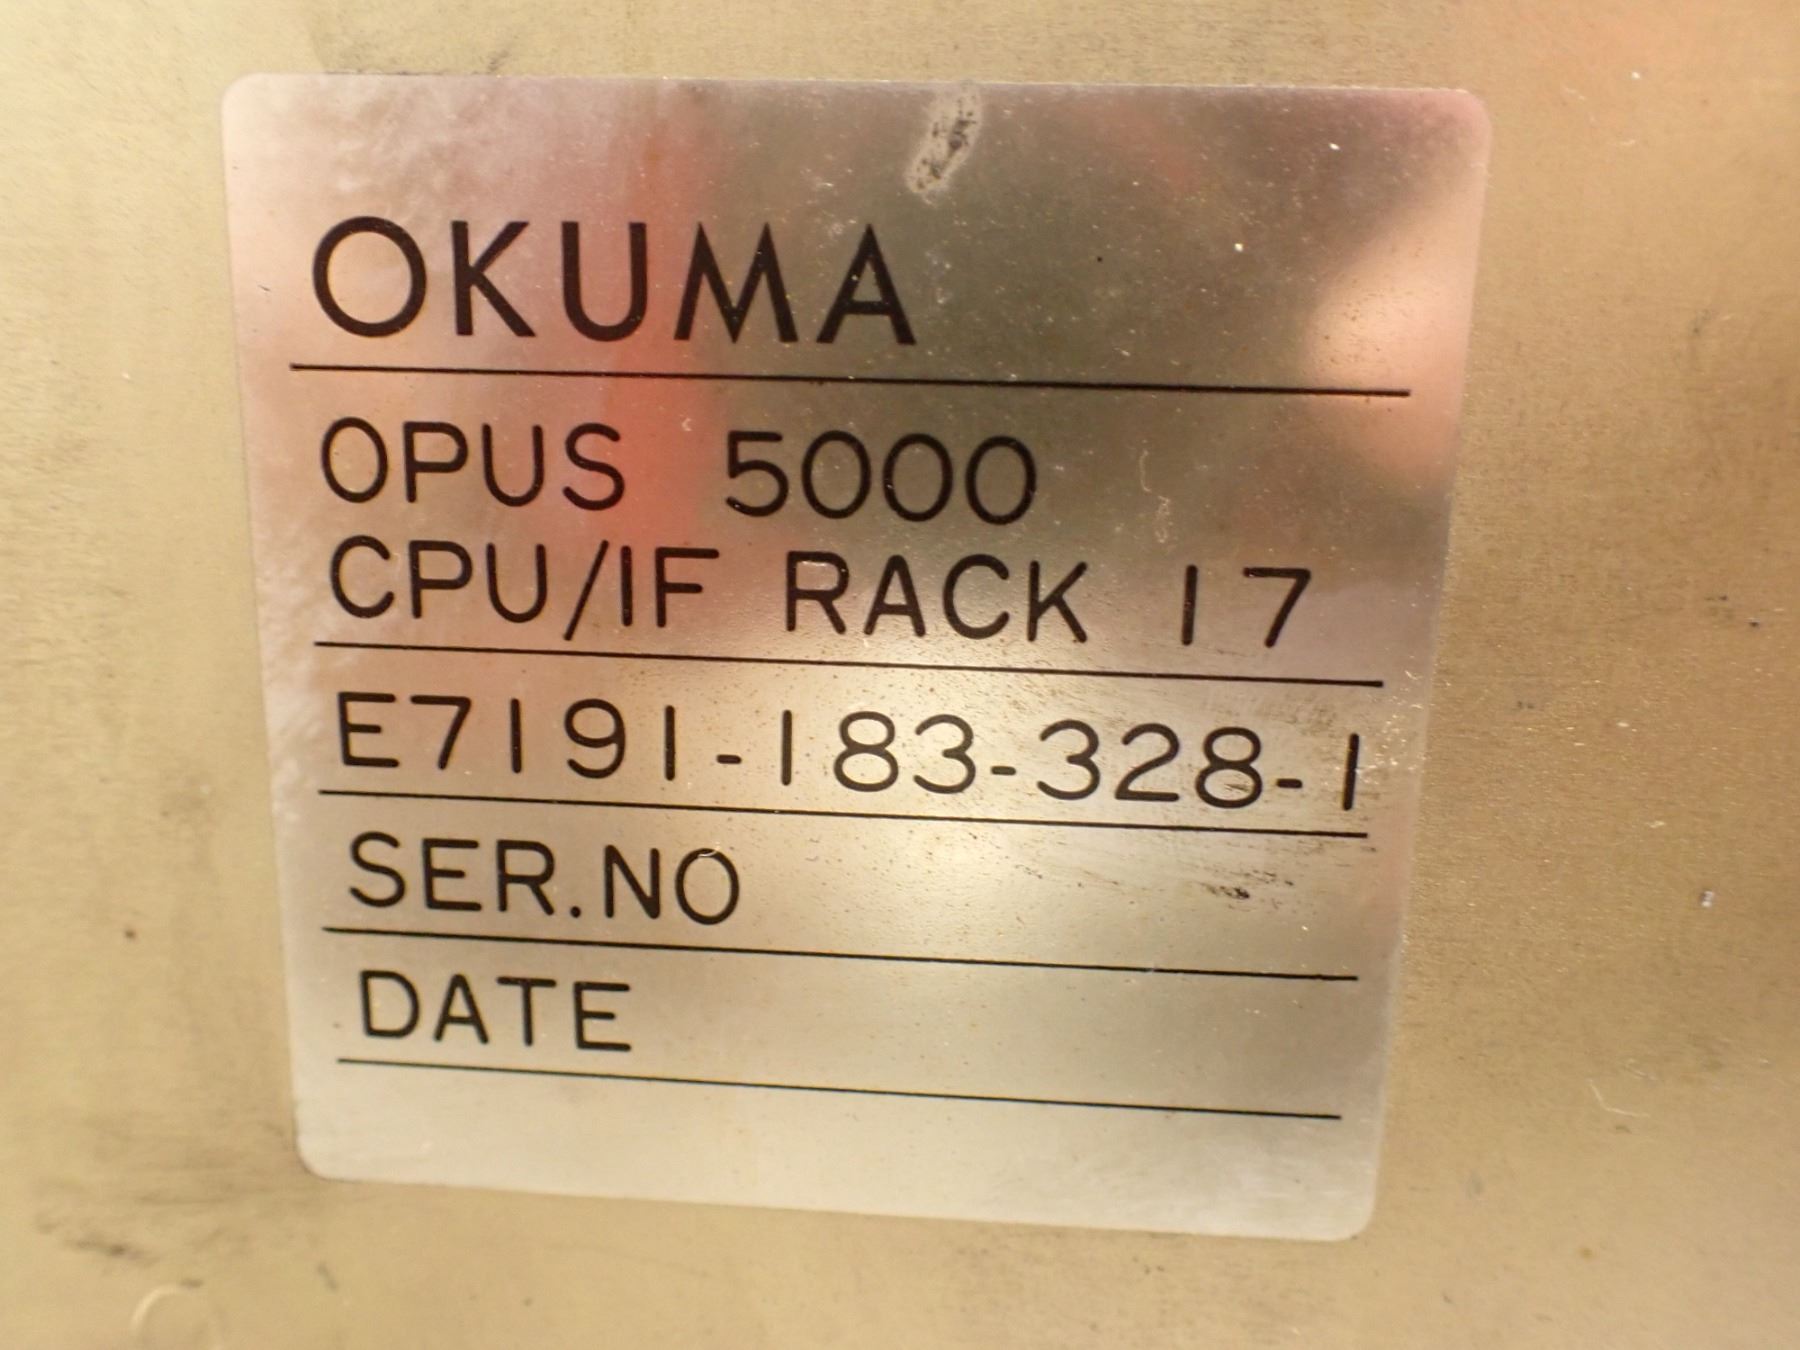 OKUMA
OPUS 5000
CPU/IF RACK 17
E7191-183-328-1
SER.NO
DATE